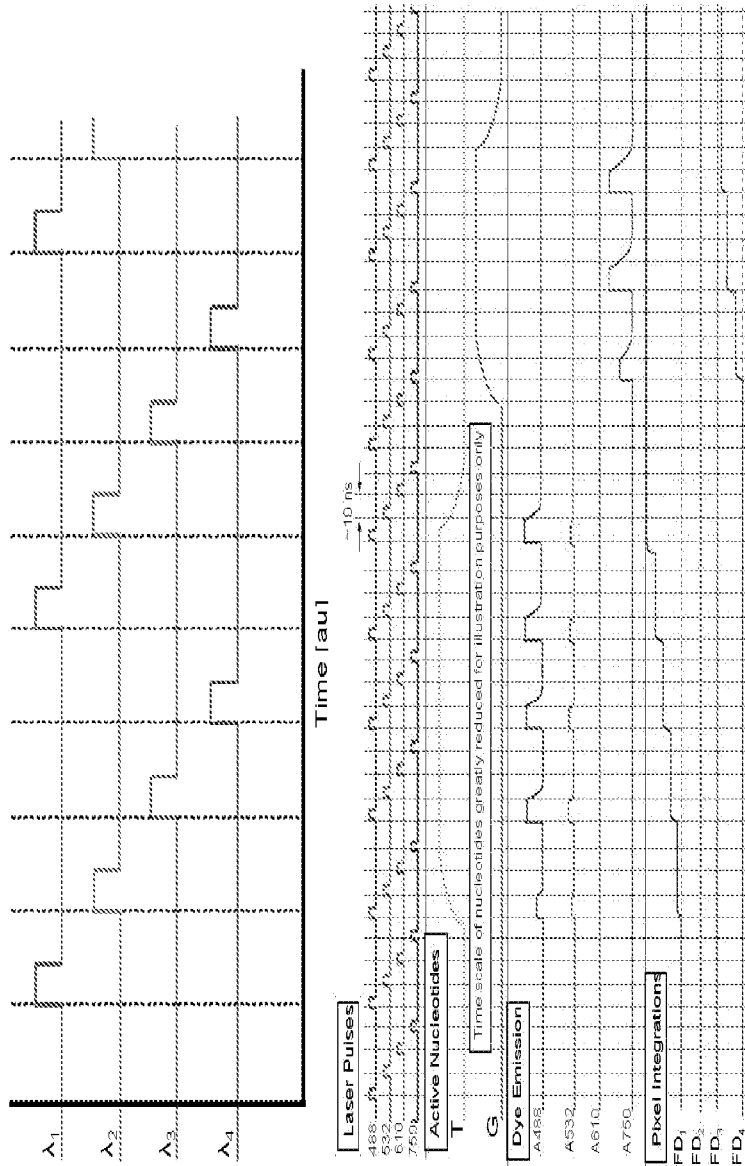 λ1
λ2
λ3
λ4
Time [au]
Laser Pulses
488
532
610
759
~10 ns
Active Nucleotides
T
G
Time scale of nucleotides greatly reduced for illustration purposes only
Dye Emission
A488
A532
A610
A750
Pixel Integrations
FD1
FD2
FD3
FD4